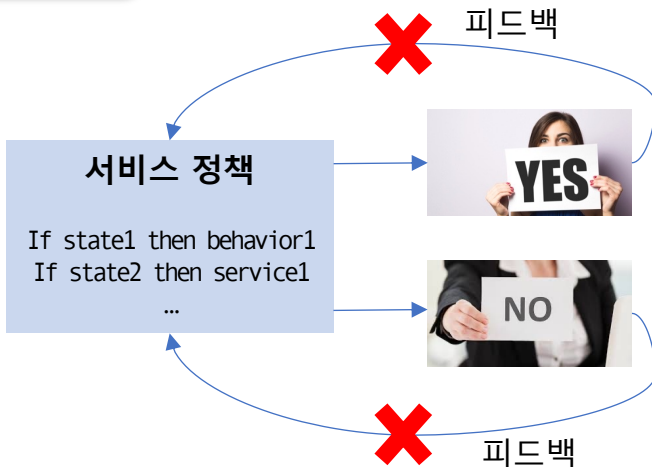 피드백
서비스 정책
YES
If state1 then behavior1
If state2 then service1
…
NO
피드백